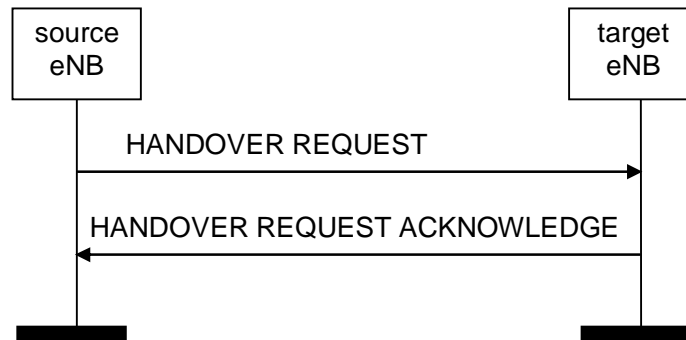 source
eNB
target
eNB
HANDOVER REQUEST
HANDOVER REQUEST ACKNOWLEDGE